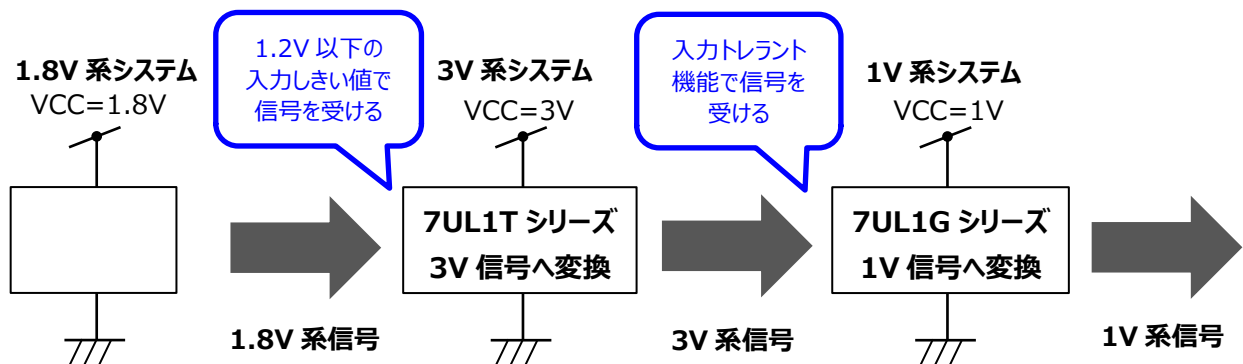 1.8V 系システム
VCC=1.8V
1.2V 以下の
入力しきい値で
信号を受ける
3V 系システム
VCC=3V
入力トレラント
機能で信号を
受ける
1V 系システム
VCC=1V
7UL1T シリーズ
3V 信号へ変換
7UL1G シリーズ
1V 信号へ変換
1.8V 系信号
3V 系信号
1V 系信号